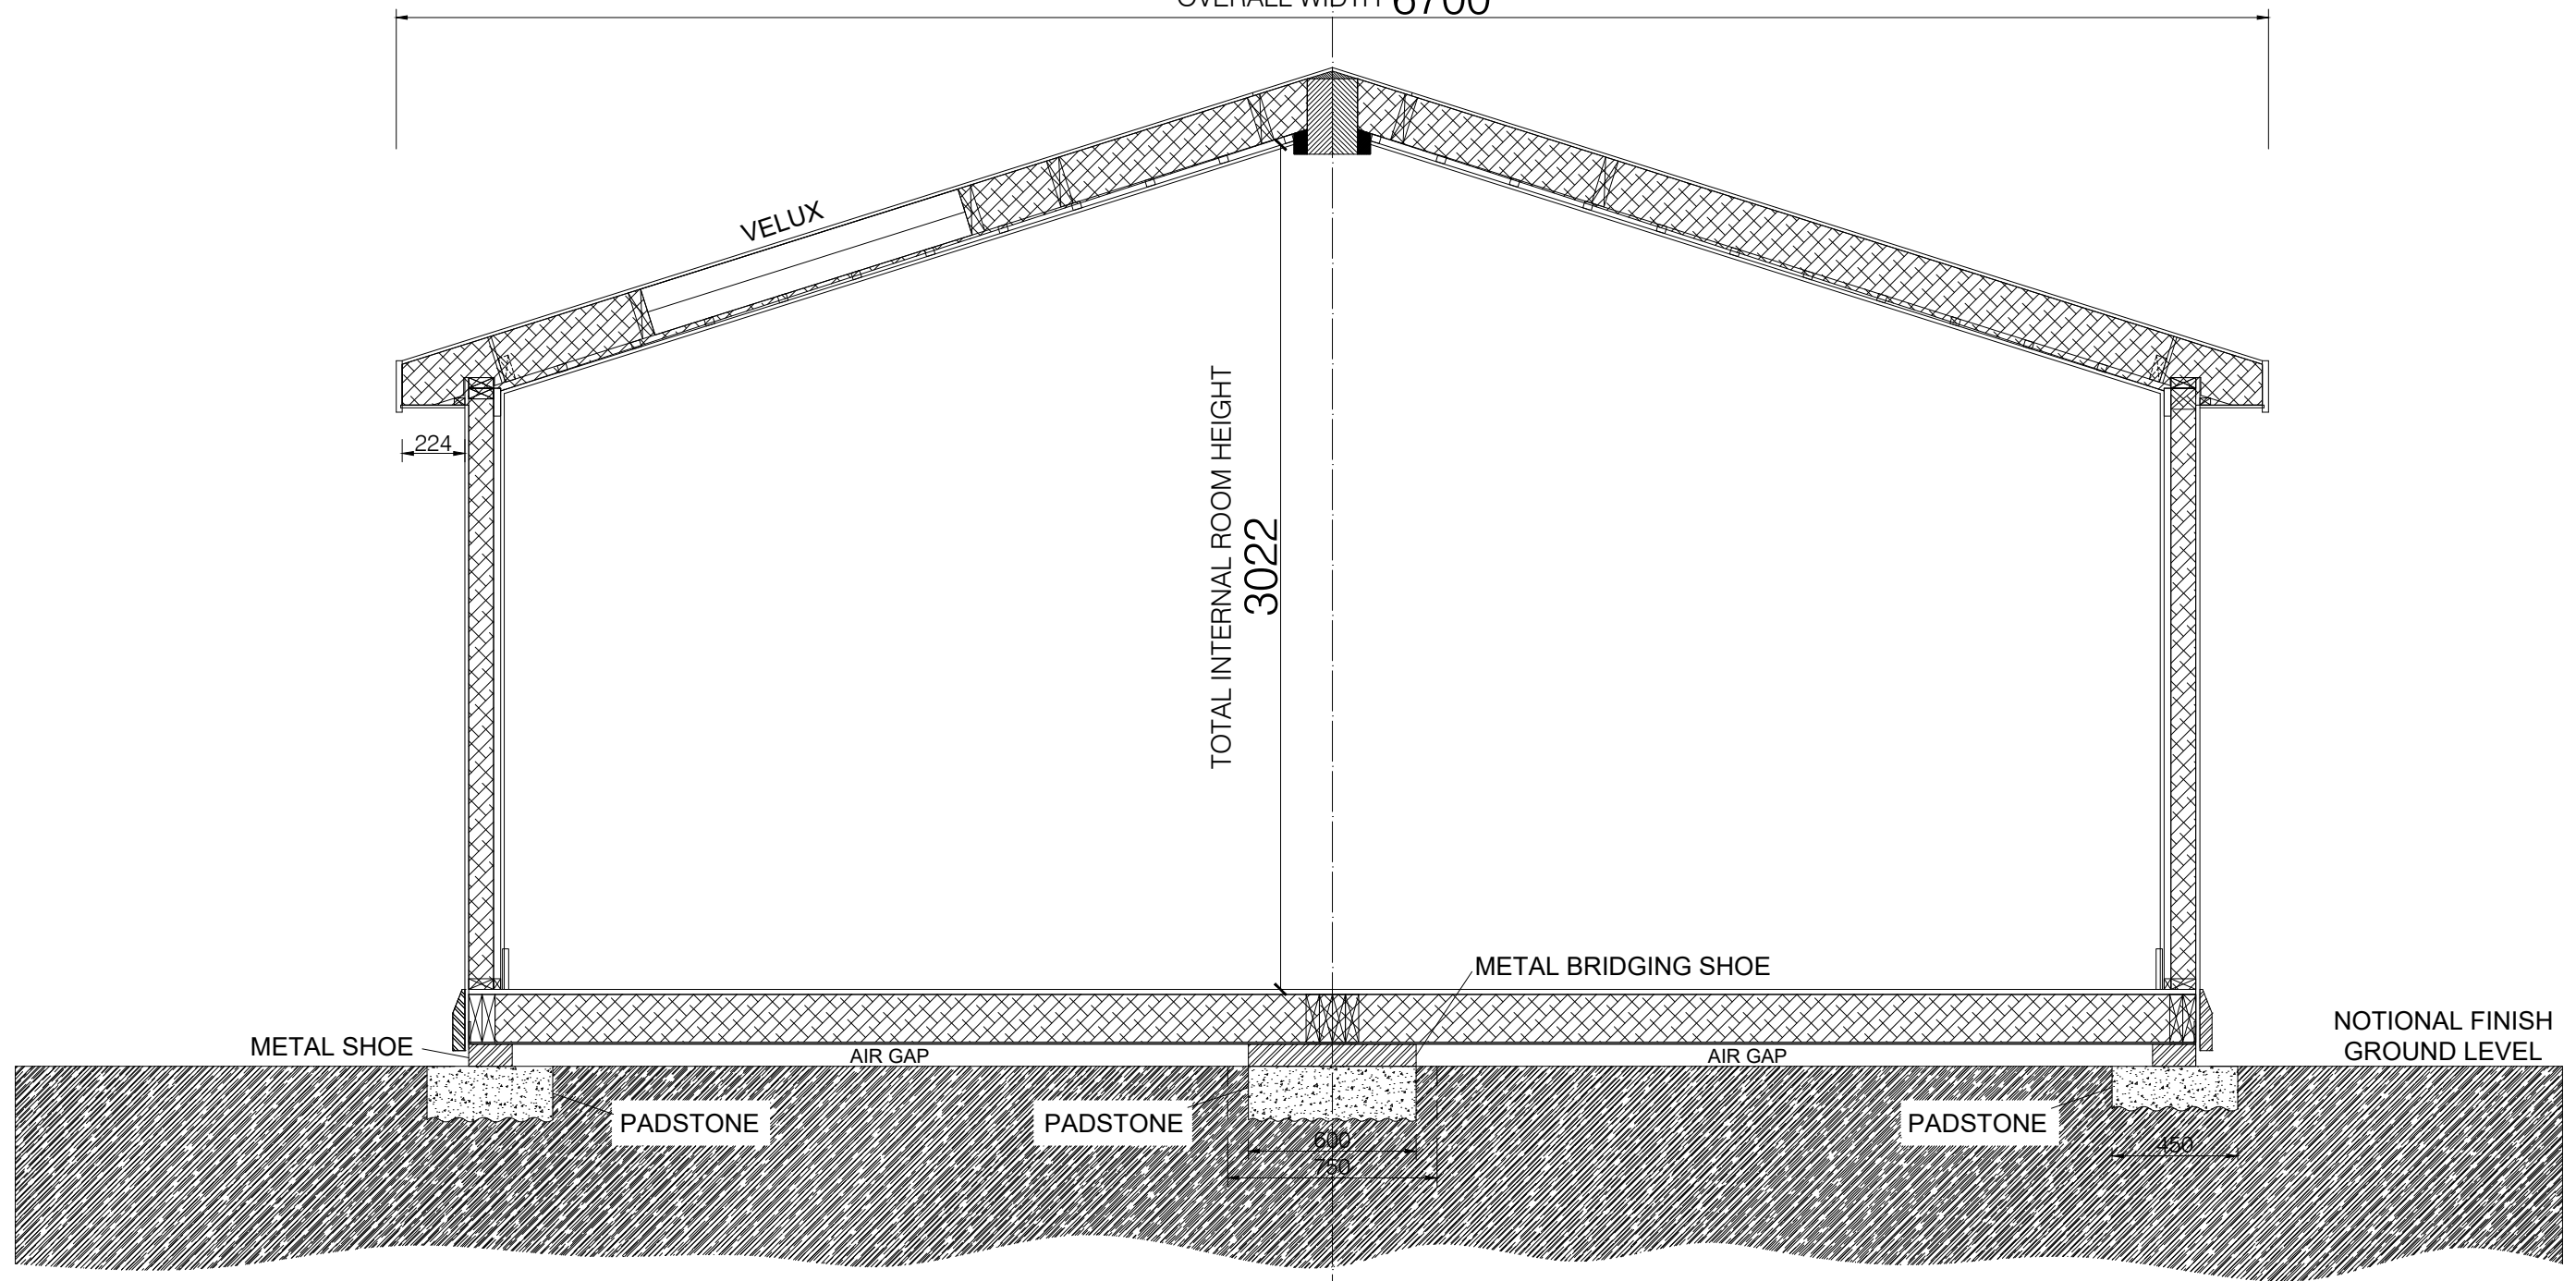 OVERALL WIDTH 6700
VELUX
224
TOTAL INTERNAL ROOM HEIGHT
3022
METAL BRIDGING SHOE
METAL SHOE
AIR GAP
AIR GAP
NOTIONAL FINISH
GROUND LEVEL
PADSTONE
PADSTONE
PADSTONE
600
750
450